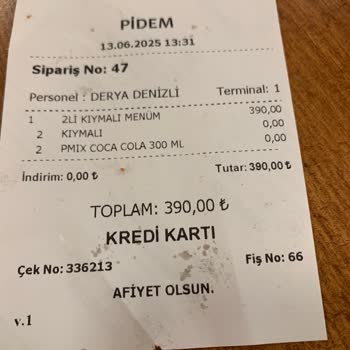 PİDEM
13.06.2025 13:31
Sipariş No: 47
Personel : DERYA DENİZLİ Terminal: 1
1 2Lİ KIYMALI MENÜM 390,00
2 KIYMALI 0,00
2 PMIX COCA COLA 300 ML 0,00
İndirim: 0,00 ₺ Tutar: 390,00 ₺
TOPLAM: 390,00 ₺
KREDİ KARTI
Çek No: 336213 Fiş No: 66
AFİYET OLSUN.
v.1